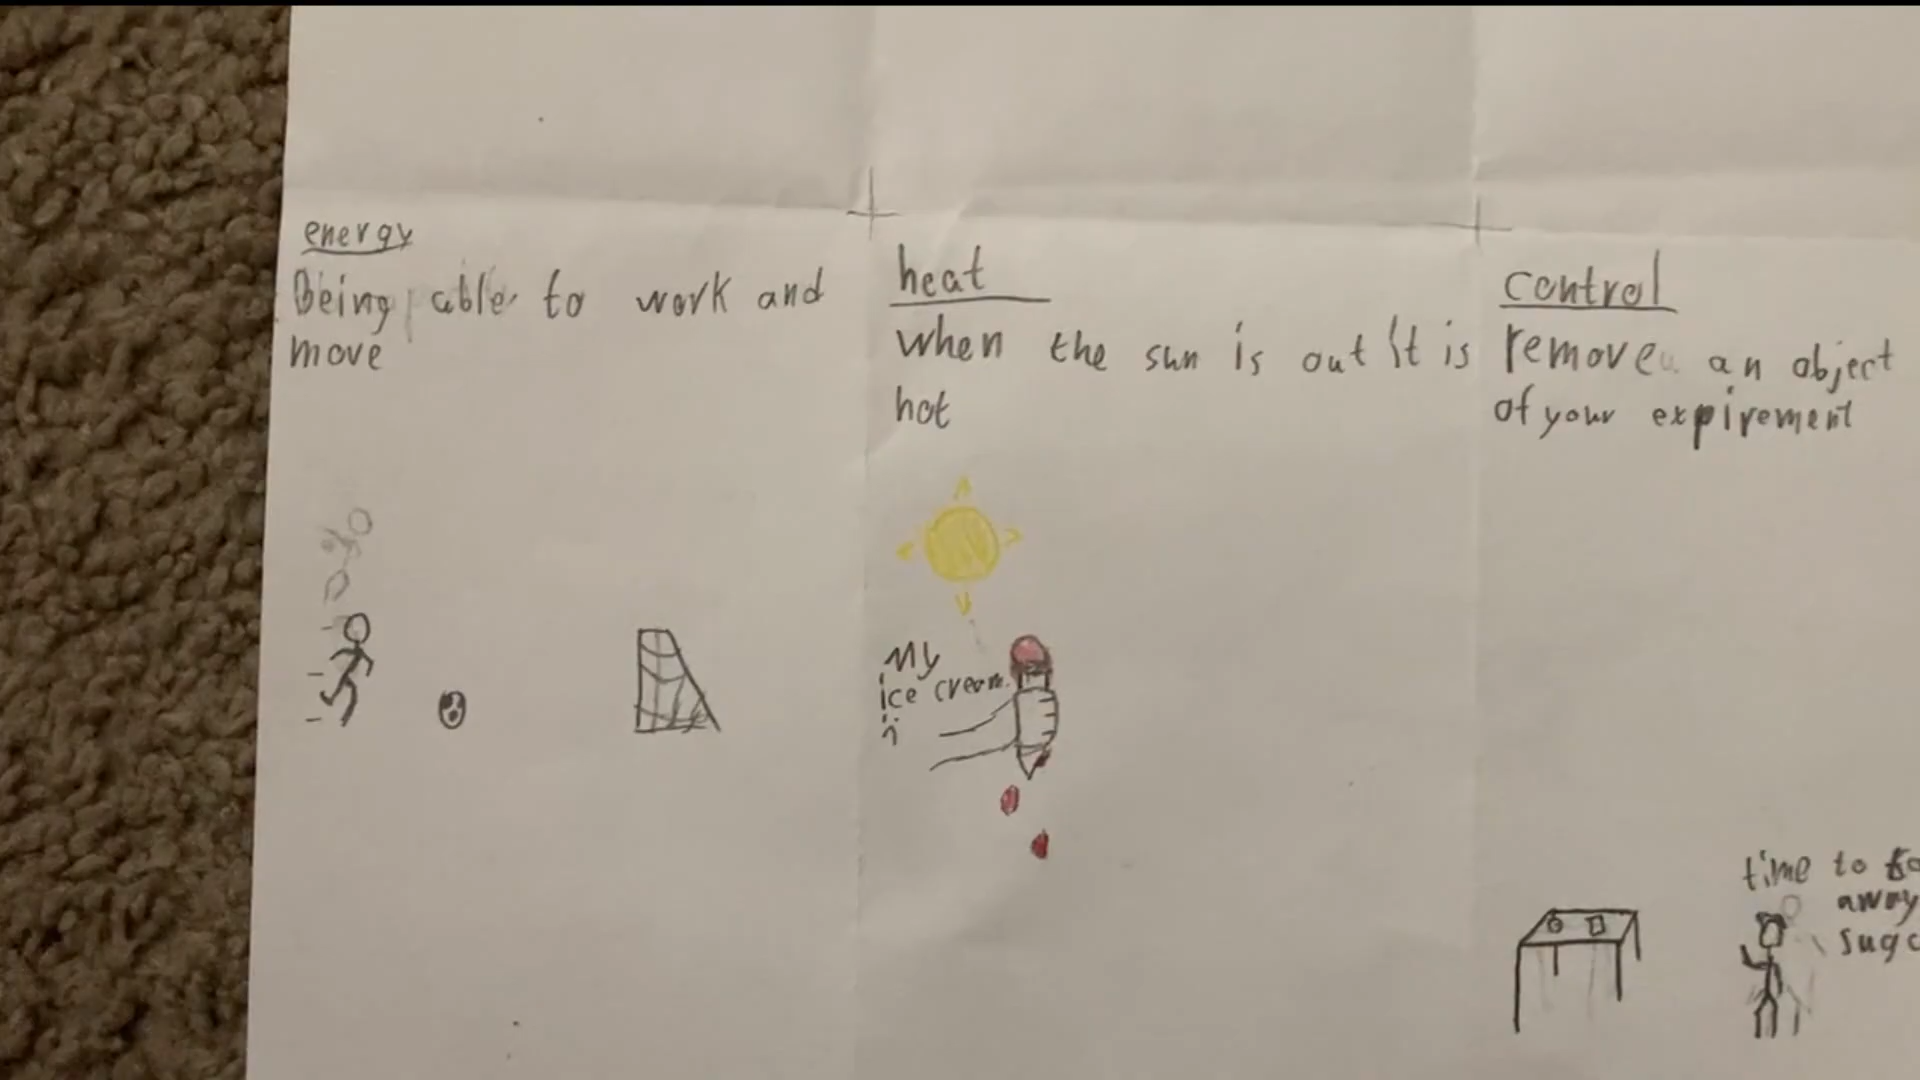 energy
Being able to work and
move
heat
when the sun is out it is
hot
My
ice cream
control
remove an object
of your expirement
time to
away